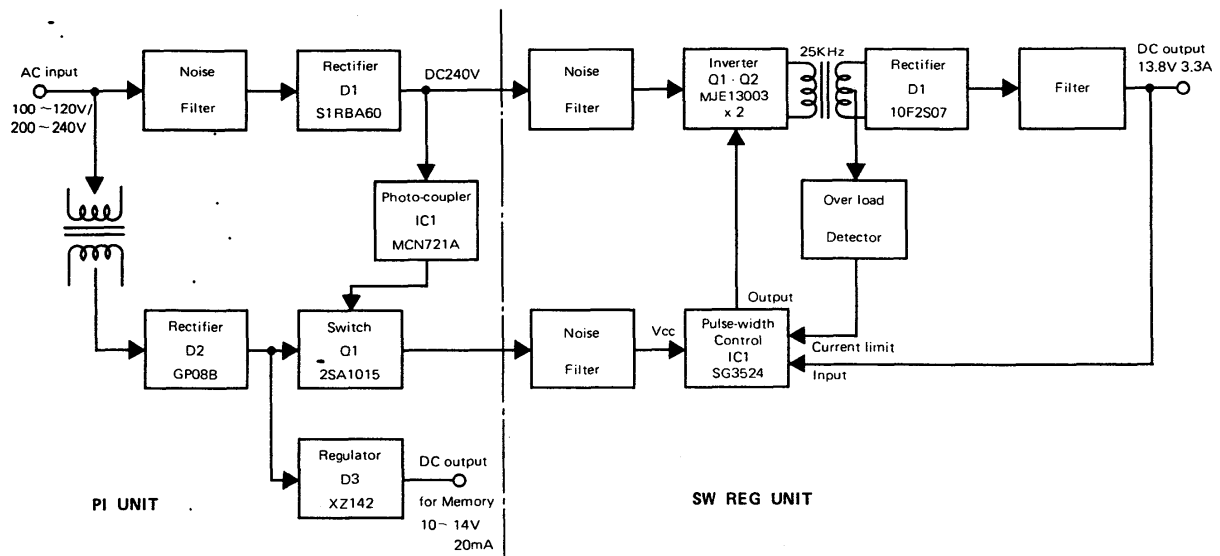 AC input
100 ~ 120V/
200 ~ 240V
Noise
Filter
Rectifier
D1
S1RBA60
DC240V
Photo-coupler
IC1
MCN721A
Rectifier
D2
GP08B
Switch
Q1
2SA1015
Regulator
D3
XZ142
DC output
for Memory
10 ~ 14V
20mA
PI UNIT
Noise
Filter
Inverter
Q1 · Q2
MJE13003
x 2
25KHz
Rectifier
D1
10F2S07
Filter
DC output
13.8V 3.3A
Over load
Detector
Output
Noise
Filter
Vcc
Pulse-width
Control
IC1
SG3524
Current limit
Input
SW REG UNIT